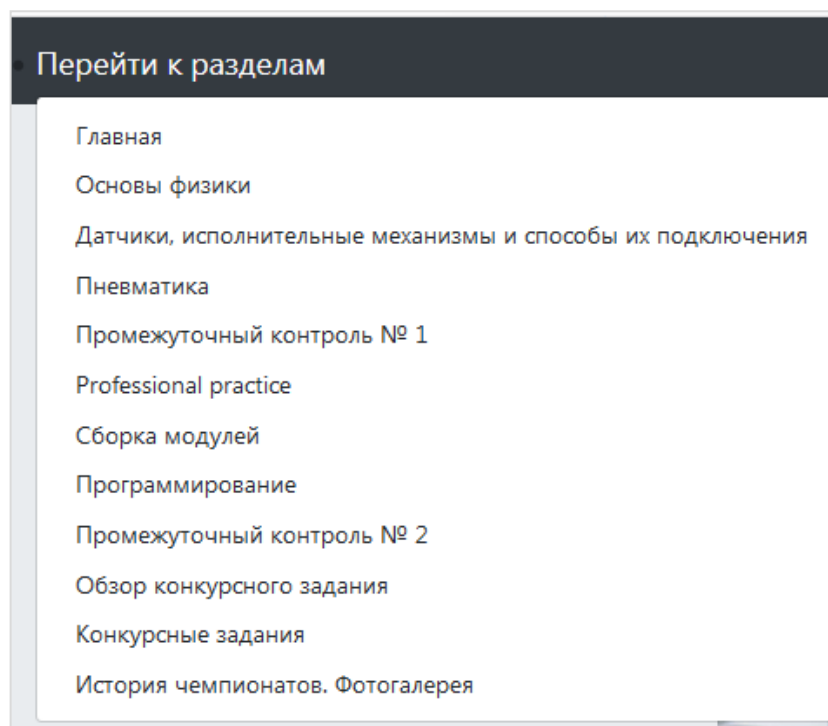 Перейти к разделам
Главная
Основы физики
Датчики, исполнительные механизмы и способы их подключения
Пневматика
Промежуточный контроль № 1
Professional practice
Сборка модулей
Программирование
Промежуточный контроль № 2
Обзор конкурсного задания
Конкурсные задания
История чемпионатов. Фотогалерея